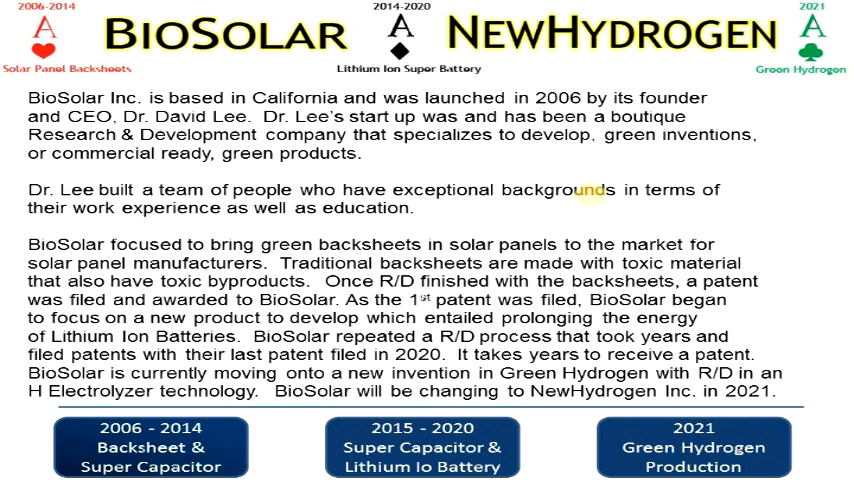 2006-2014
2014-2020
2021
A
A
A
BIOSOLAR
NEWHYDROGEN
Solar Panel Backsheets
Lithium Ion Super Battery
Green Hydrogen
BioSolar Inc. is based in California and was launched in 2006 by its founder
and CEO, Dr. David Lee. Dr. Lee's start up was and has been a boutique
Research & Development company that specializes to develop, green inventions,
or commercial ready, green products.
Dr. Lee built a team of people who have exceptional backgrounds in terms of
their work experience as well as education.
BioSolar focused to bring green backsheets in solar panels to the market for
solar panel manufacturers. Traditional backsheets are made with toxic material
that also have toxic byproducts. Once R/D finished with the backsheets, a patent
was filed and awarded to BioSolar. As the 1st patent was filed, BioSolar began
to focus on a new product to develop which entailed prolonging the energy
of Lithium Ion Batteries. BioSolar repeated a R/D process that took years and
filed patents with their last patent filed in 2020. It takes years to receive a patent.
BioSolar is currently moving onto a new invention in Green Hydrogen with R/D in an
H Electrolyzer technology. BioSolar will be changing to NewHydrogen Inc. in 2021.
2006 - 2014
Backsheet &
Super Capacitor
2015 - 2020
Super Capacitor &
Lithium Io Battery
2021
Green Hydrogen
Production